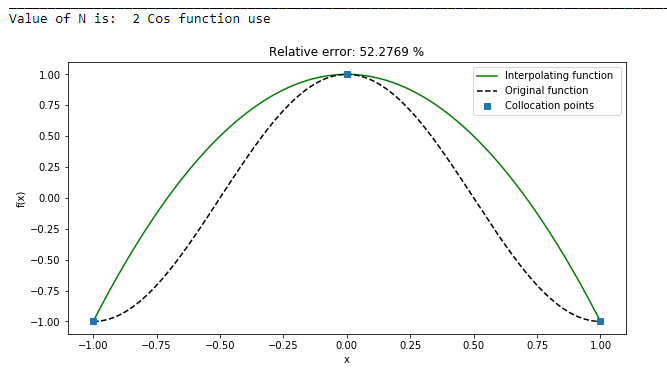 Value of N is:  2 Cos function use
Relative error: 52.2769 %
Interpolating function
Original function
Collocation points
f(x)
1.00
0.75
0.50
0.25
0.00
−0.25
−0.50
−0.75
−1.00
−1.00 −0.75 −0.50 −0.25 0.00 0.25 0.50 0.75 1.00
x